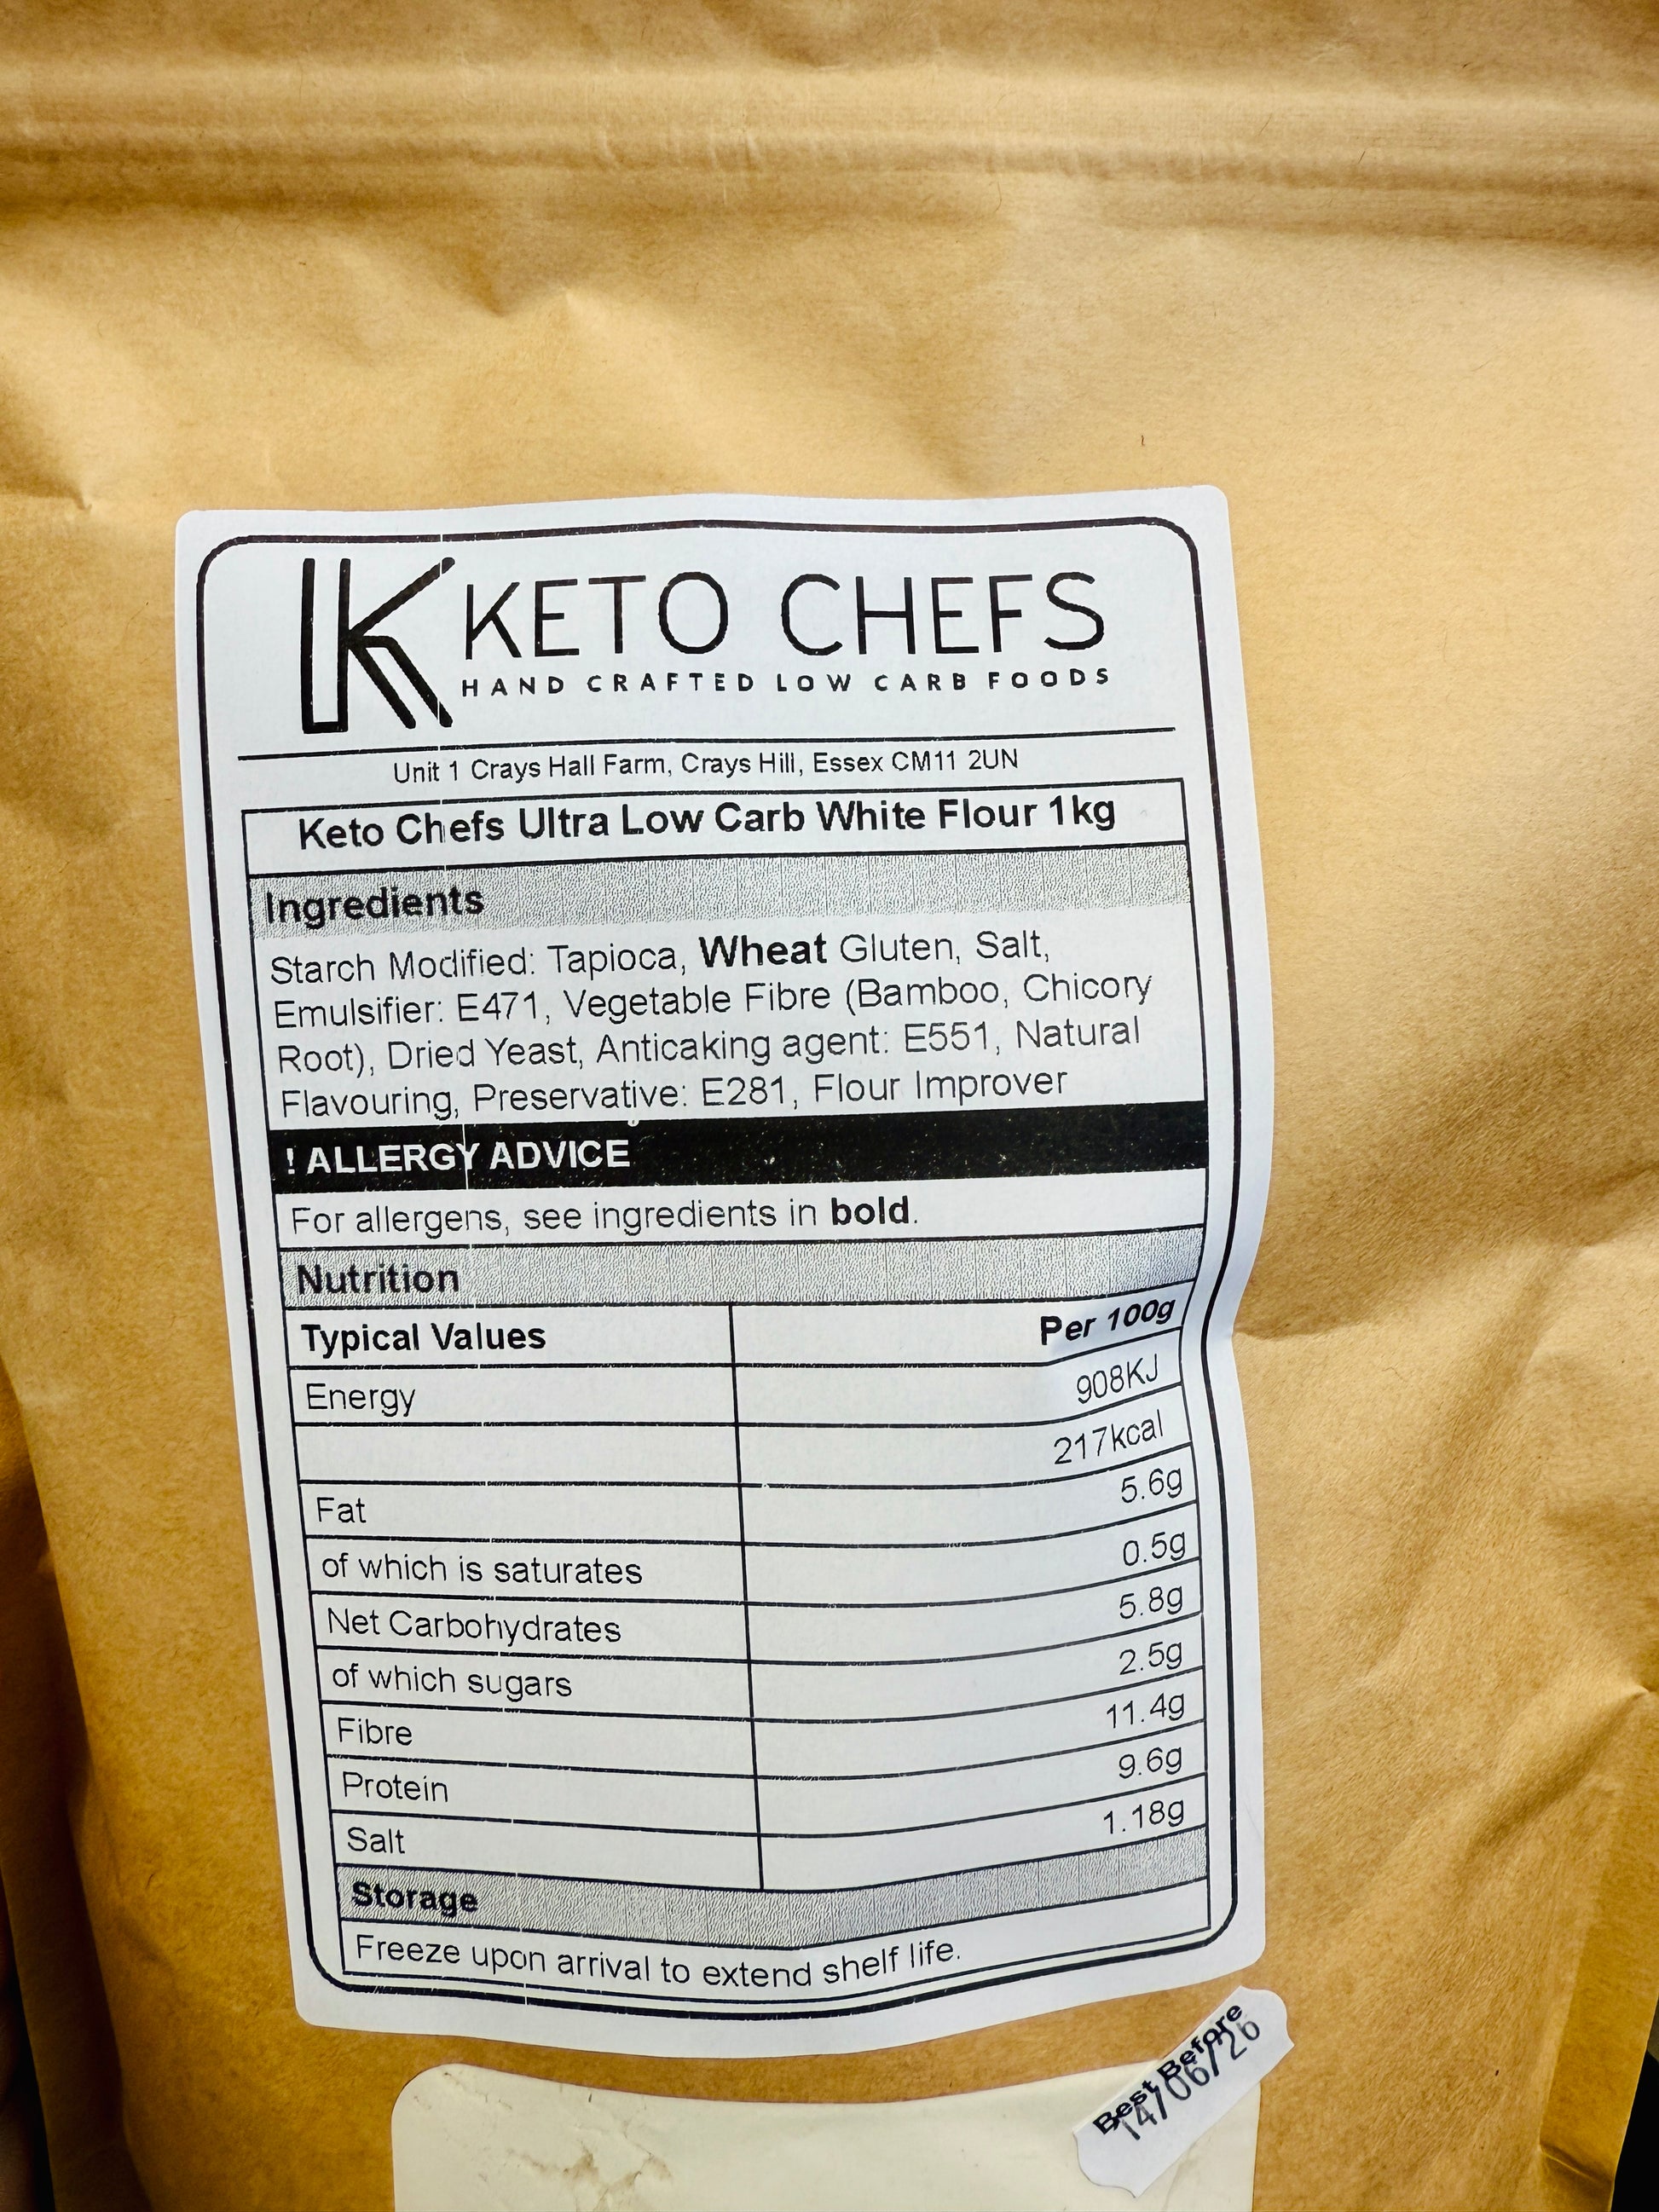 K KETO CHEFS
HAND CRAFTED LOW CARB FOODS
Unit 1 Crays Hall Farm, Crays Hill, Essex CM11 2UN
Keto Chefs Ultra Low Carb White Flour 1kg
Ingredients
Starch Modified: Tapioca, Wheat Gluten, Salt,
Emulsifier: E471, Vegetable Fibre (Bamboo, Chicory
Root), Dried Yeast, Anticaking agent: E551, Natural
Flavouring, Preservative: E281, Flour Improver
! ALLERGY ADVICE
For allergens, see ingredients in bold.
Nutrition
Typical Values Per 100g
Energy 908KJ
217kcal
Fat 5.6g
of which is saturates 0.5g
Net Carbohydrates 5.8g
of which sugars 2.5g
Fibre 11.4g
Protein 9.6g
Salt 1.18g
Storage
Freeze upon arrival to extend shelf life.
Best Before
14/06/26